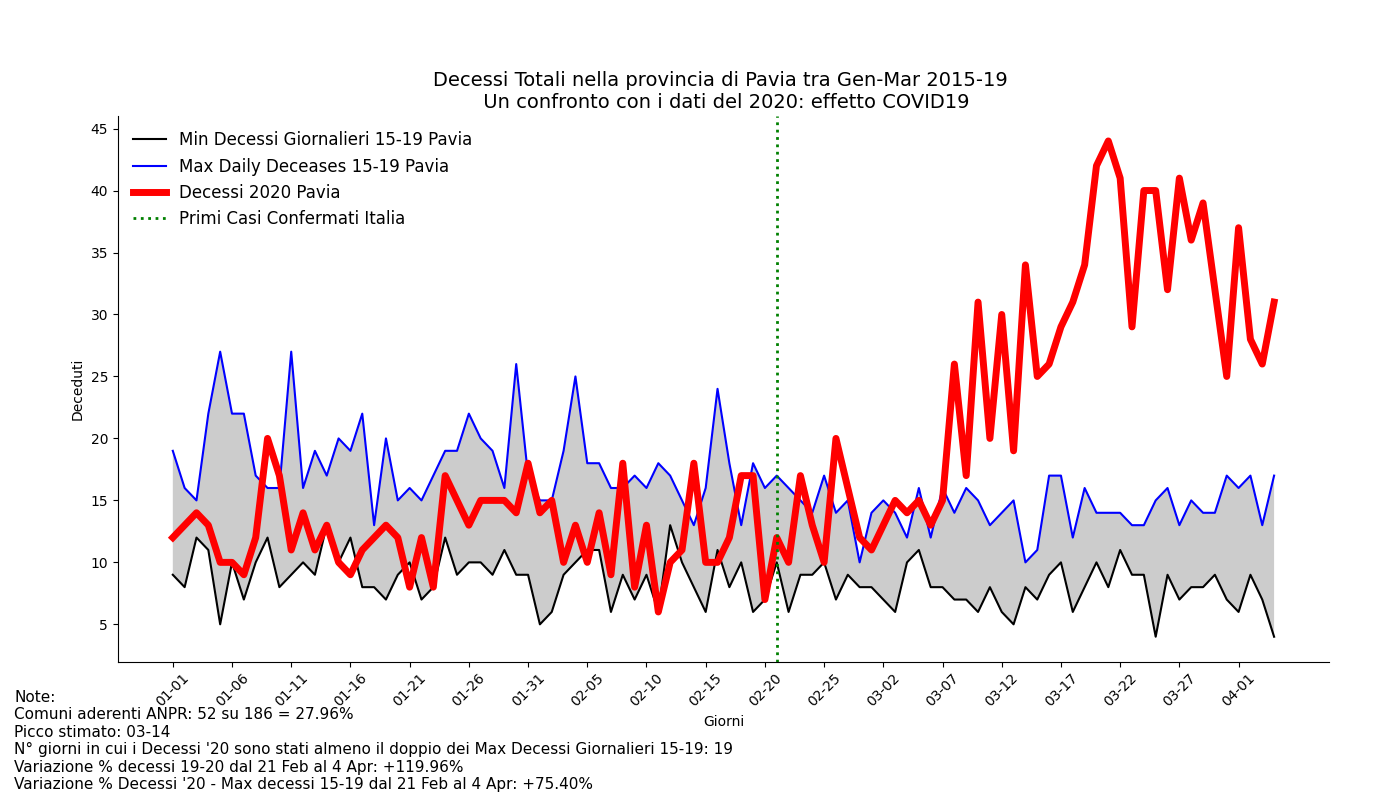 Decessi Totali nella provincia di Pavia tra Gen-Mar 2015-19
Un confronto con i dati del 2020: effetto COVID19
Min Decessi Giornalieri 15-19 Pavia
Max Daily Deceases 15-19 Pavia
Decessi 2020 Pavia
Primi Casi Confermati Italia
45
40
35
30
25
20
15
10
5
Deceduti
01-01 01-06 01-11 01-16 01-21 01-26 01-31 02-05 02-10 02-15 02-20 02-25 03-02 03-07 03-12 03-17 03-22 03-27 04-01
Giorni
Note:
Comuni aderenti ANPR: 52 su 186 = 27.96%
Picco stimato: 03-14
N° giorni in cui i Decessi '20 sono stati almeno il doppio dei Max Decessi Giornalieri 15-19: 19
Variazione % decessi 19-20 dal 21 Feb al 4 Apr: +119.96%
Variazione % Decessi '20 - Max decessi 15-19 dal 21 Feb al 4 Apr: +75.40%